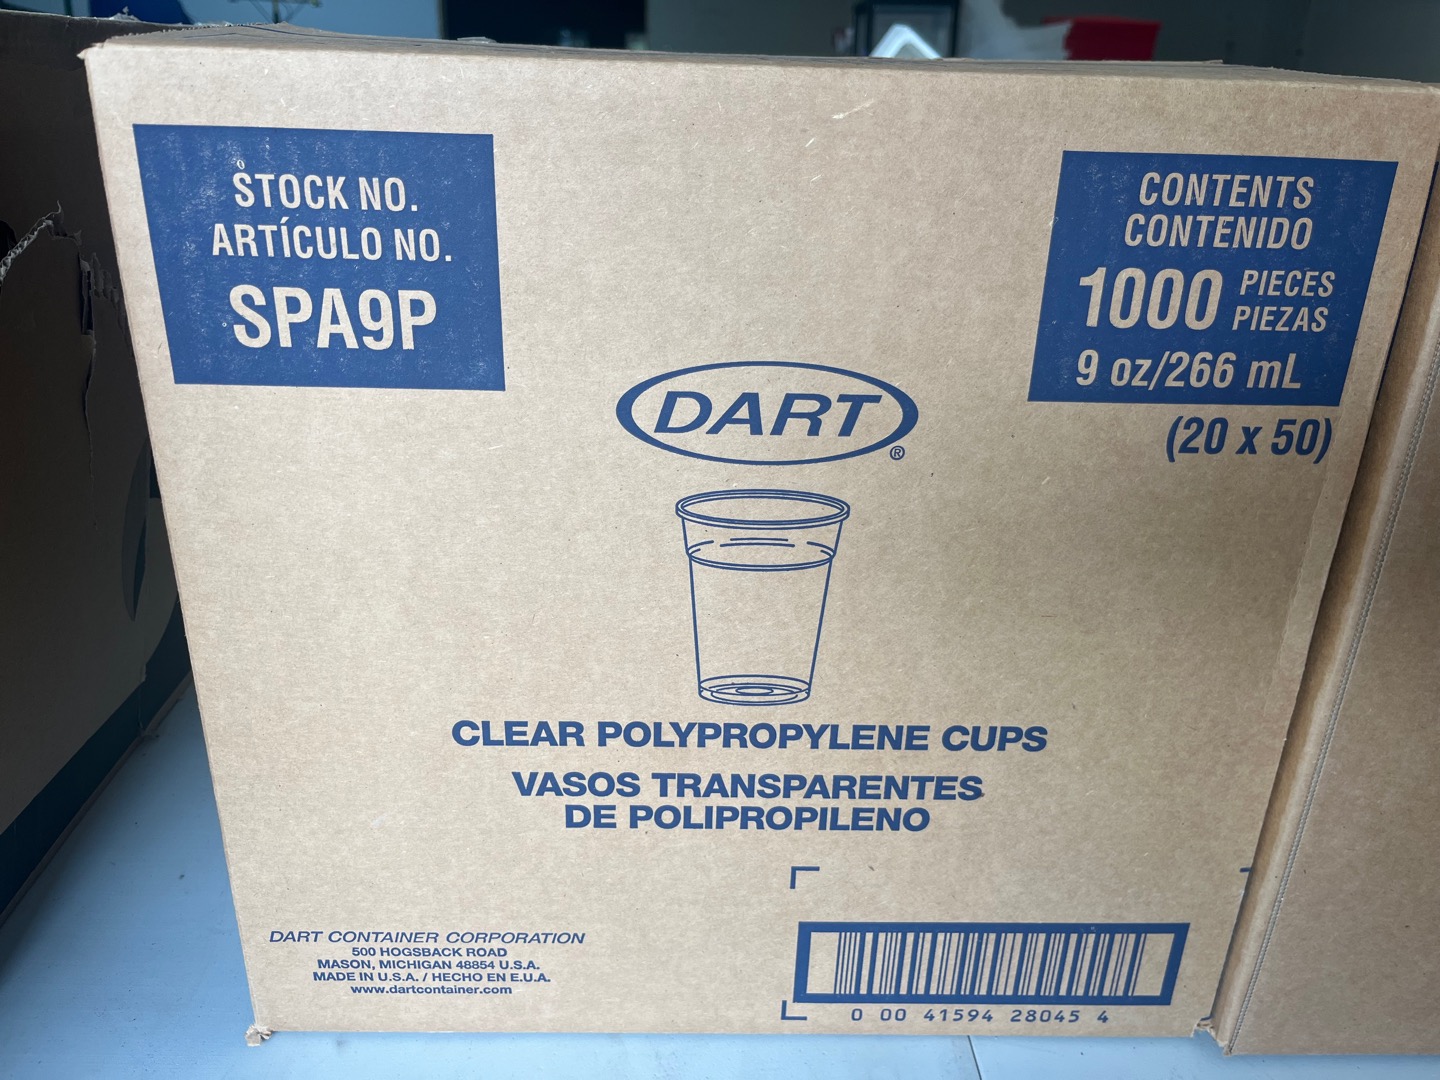 STOCK NO.
ARTÍCULO NO.
SPA9P
CONTENTS
CONTENIDO
1000 PIECES
PIEZAS
9 oz/266 mL
(20 x 50)
DART®
CLEAR POLYPROPYLENE CUPS
VASOS TRANSPARENTES
DE POLIPROPILENO
DART CONTAINER CORPORATION
500 HOGSBACK ROAD
MASON, MICHIGAN 48854 U.S.A.
MADE IN U.S.A. / HECHO EN E.U.A.
www.dartcontainer.com
0 00 41594 28045 4